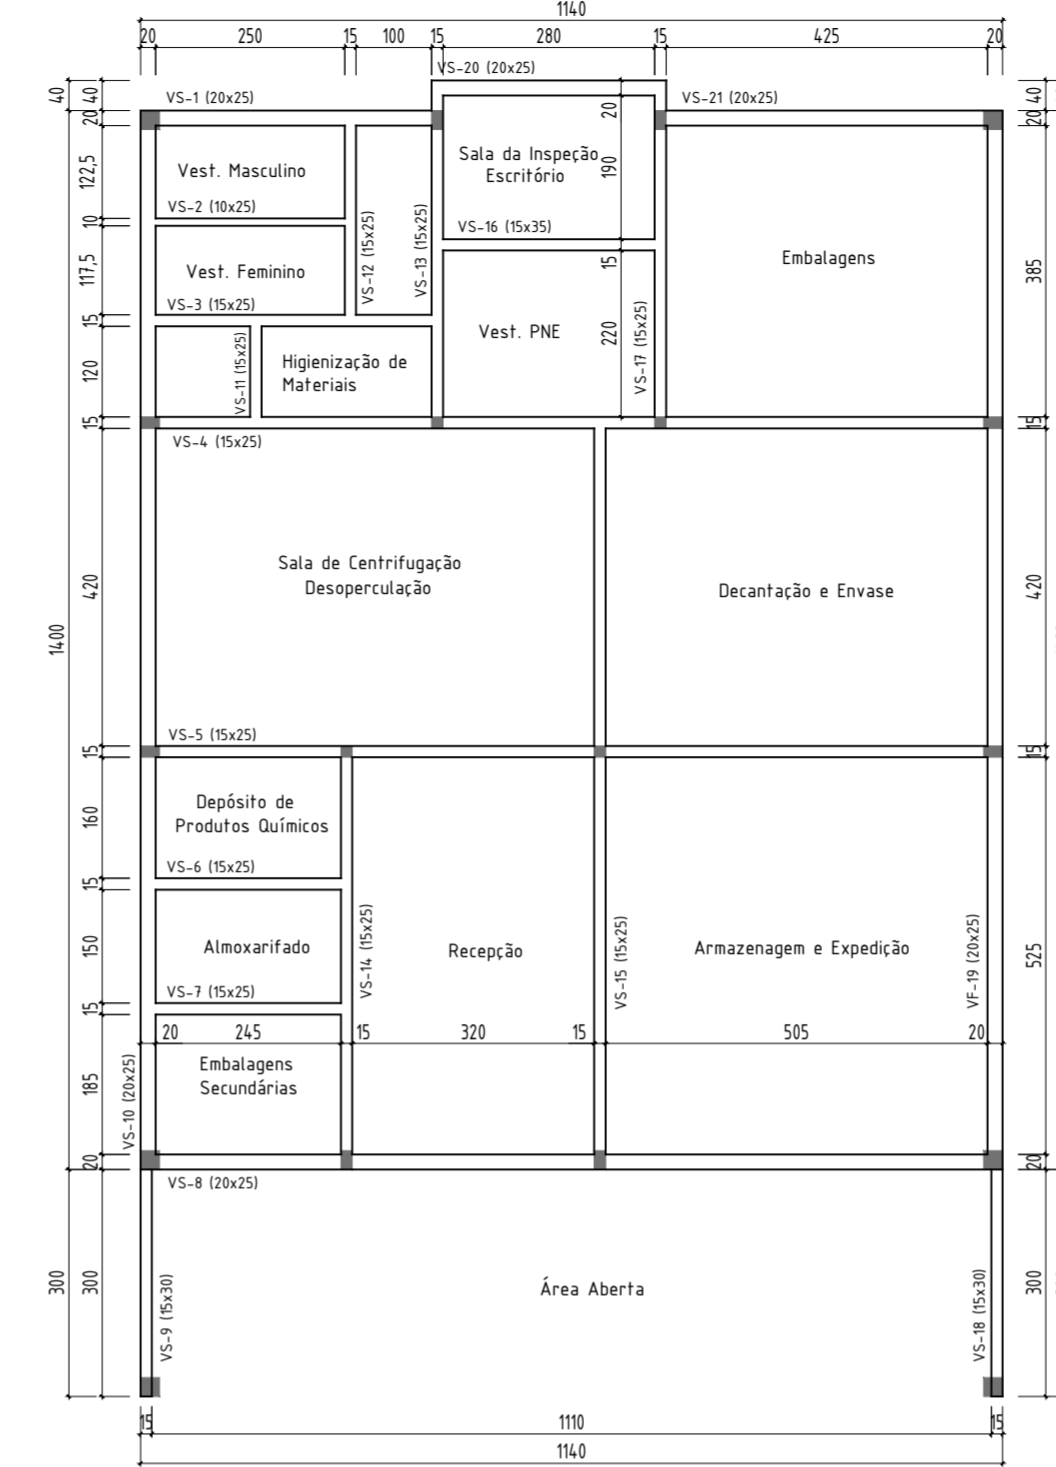 1140
20 250 15 100 15 280 15 425 20
VS-20 (20x25)
40 40 VS-1 (20x25) VS-21 (20x25) 40
20 20 20
122,5 Vest. Masculino Sala da Inspeção 190
Escritório
VS-2 (10x25)
10 VS-16 (15x35)
117,5 Vest. Feminino VS-12 (15x25) VS-13 (15x25) 15 Embalagens 385
VS-3 (15x25)
15 Vest. PNE 220 VS-17 (15x25)
120 VS-11 (15x25) Higienização de
Materiais
15 15
VS-4 (15x25)
Sala de Centrifugação
Desoperculação
1400 420 Decantação e Envase 420
VS-5 (15x25)
15 15
160 Depósito de
Produtos Químicos
VS-6 (15x25)
15
150 Almoxarifado VS-14 (15x25) Recepção VS-15 (15x25) Armazenagem e Expedição VF-19 (20x25) 525
VS-7 (15x25)
15
20 245 15 320 15 505 20
185 VS-10 (20x25) Embalagens
Secundárias
20 20
VS-8 (20x25)
300 300 VS-9 (15x30) Área Aberta VS-18 (15x30) 300
15 1110 15
1140